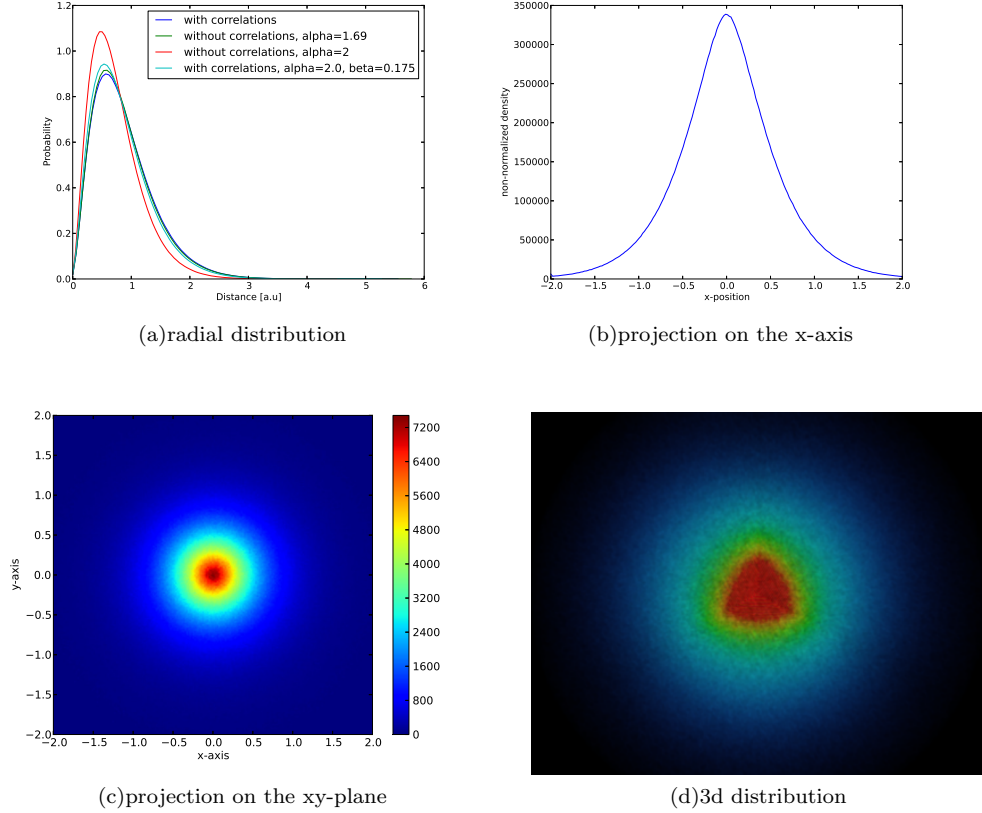 1.2
1.0
0.8
0.6
0.4
0.2
0.0
0 1 2 3 4 5 6
Probability
Distance [a.u]
with correlations
without correlations, alpha=1.69
without correlations, alpha=2
with correlations, alpha=2.0, beta=0.175
(a)radial distribution
350000
300000
250000
200000
150000
100000
50000
0
−2.0 −1.5 −1.0 −0.5 0.0 0.5 1.0 1.5 2.0
non-normalized density
x-position
(b)projection on the x-axis
2.0
1.5
1.0
0.5
0.0
−0.5
−1.0
−1.5
−2.0
−2.0 −1.5 −1.0 −0.5 0.0 0.5 1.0 1.5 2.0
y-axis
x-axis
7200
6400
5600
4800
4000
3200
2400
1600
800
0
(c)projection on the xy-plane
(d)3d distribution